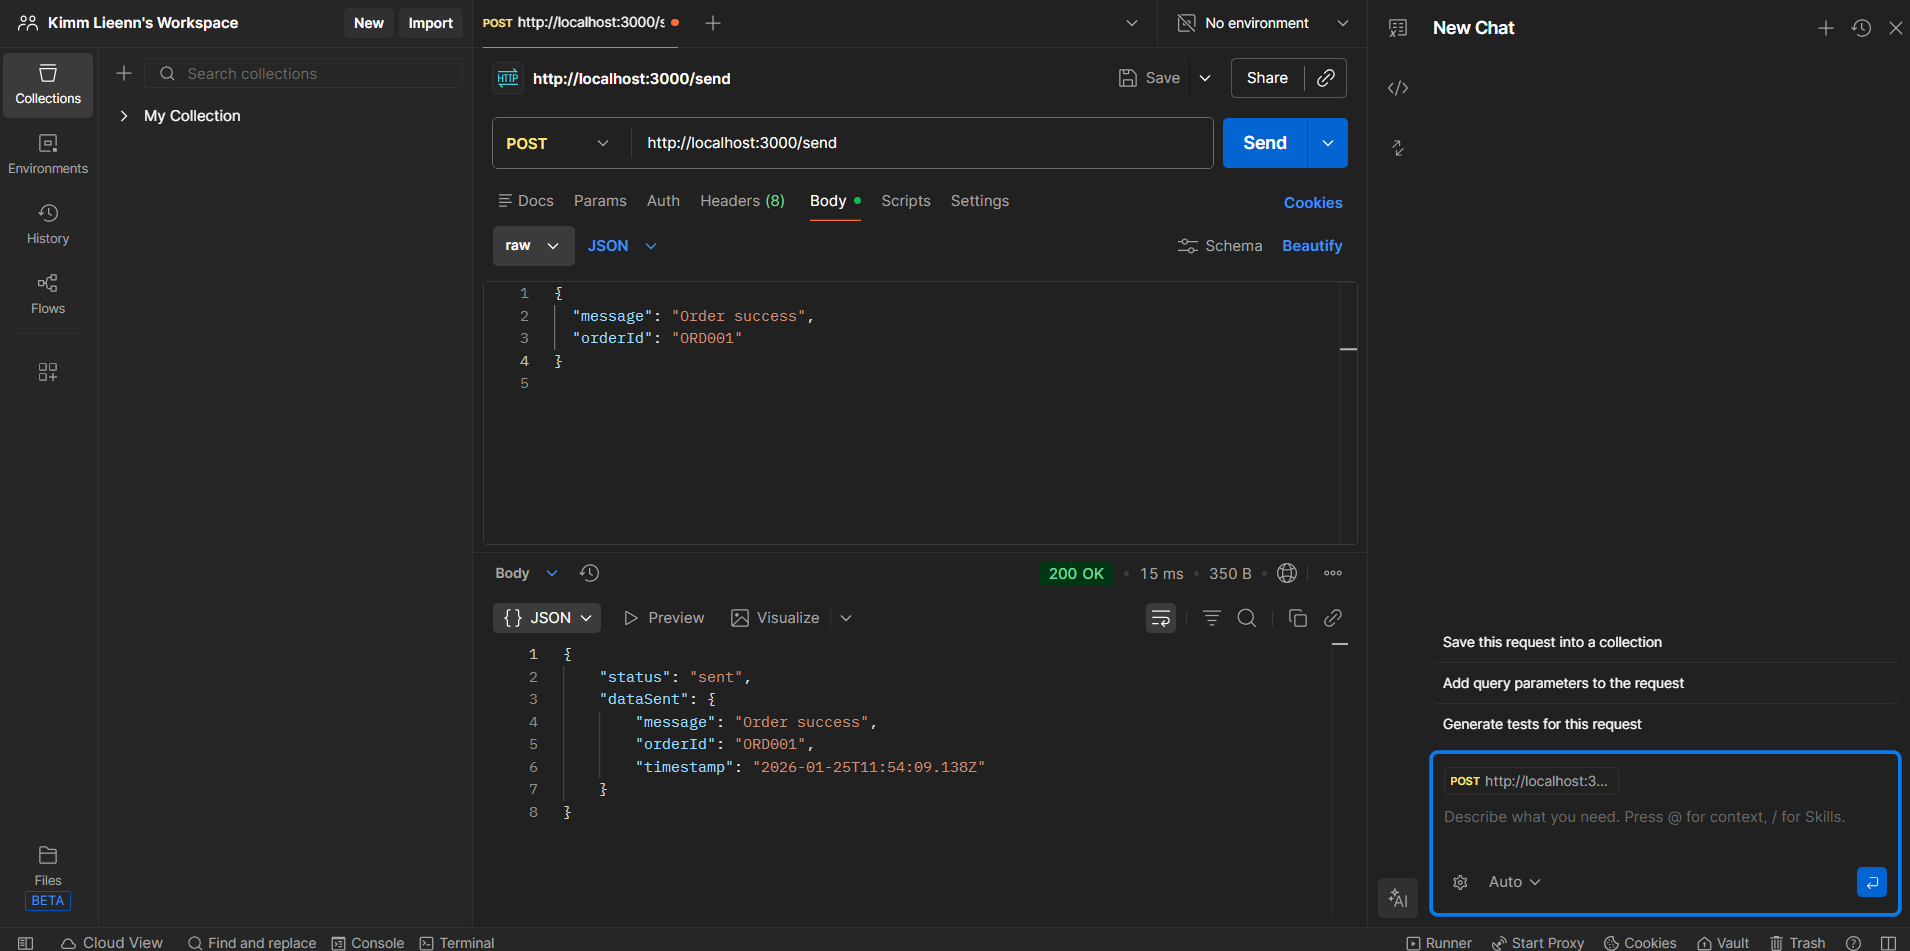 Kimm Lieenn's Workspace
New
Import
POST http://localhost:3000/s
No environment
New Chat
Collections
Environments
History
Flows
Files
BETA
Search collections
My Collection
HTTP
http://localhost:3000/send
Save
Share
POST
http://localhost:3000/send
Send
Docs
Params
Auth
Headers (8)
Body
Scripts
Settings
Cookies
raw
JSON
Schema
Beautify
1 {
2 "message": "Order success",
3 "orderId": "ORD001"
4 }
5
Body
200 OK
15 ms
350 B
{} JSON
Preview
Visualize
1 {
2 "status": "sent",
3 "dataSent": {
4 "message": "Order success",
5 "orderId": "ORD001",
6 "timestamp": "2026-01-25T11:54:09.138Z"
7 }
8 }
Save this request into a collection
Add query parameters to the request
Generate tests for this request
POST http://localhost:3...
Describe what you need. Press @ for context, / for Skills.
Auto
AI
Cloud View
Find and replace
Console
Terminal
Runner
Start Proxy
Cookies
Vault
Trash